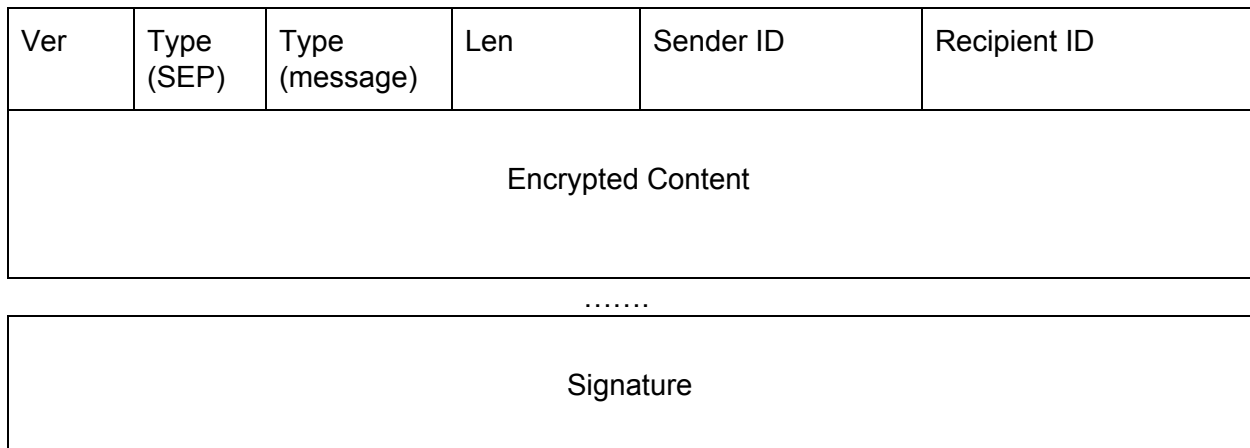 Ver Type Type Len Sender ID Recipient ID
(SEP) (message)
Encrypted Content
…….
Signature